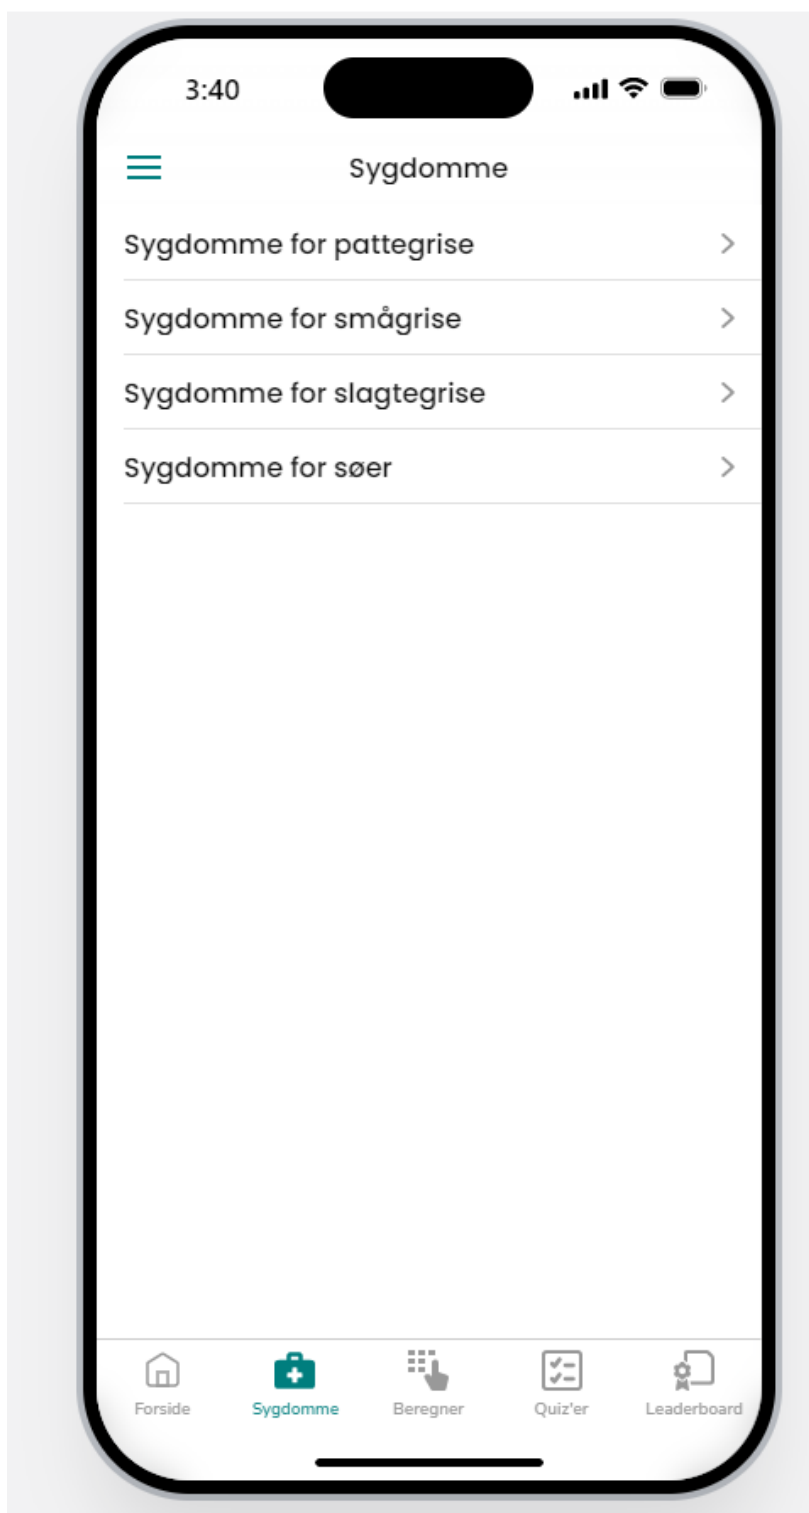 3:40
Sygdomme
Sygdomme for pattegrise
Sygdomme for smågrise
Sygdomme for slagtegrise
Sygdomme for søer
Forside
Sygdomme
Beregner
Quiz'er
Leaderboard